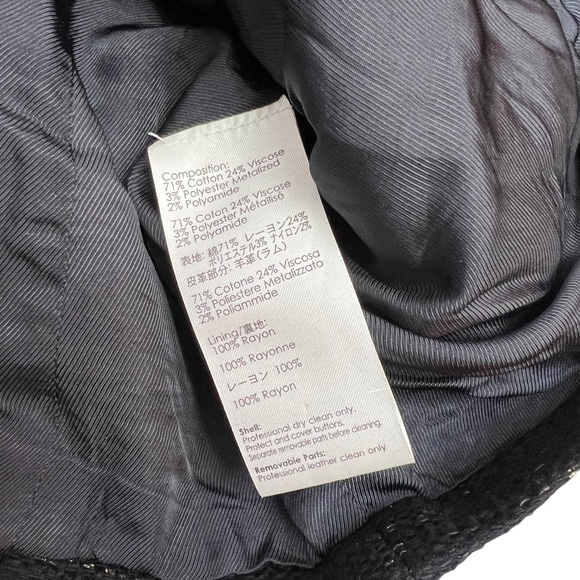 Composition:
71% Cotton 24% Viscose
3% Polyester Metalized
2% Polyamide
71% Coton 24% Viscose
3% Polyester Métallisé
2% Polyamide
表地: 綿71% レーヨン24%
ポリエステル3% ナイロン2%
皮革部分: 羊革(ラム)
71% Cotone 24% Viscosa
3% Poliestere Metalizzato
2% Poliammide
Lining/裏地:
100% Rayon
100% Rayonne
レーヨン 100%
100% Rayon
Shell:
Professional dry clean only.
Protect and cover buttons.
Separate removable parts before cleaning.
Removable Parts:
Professional leather clean only